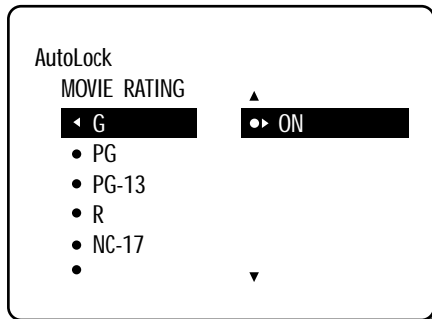 AutoLock
MOVIE RATING
G ON
PG
PG-13
R
NC-17